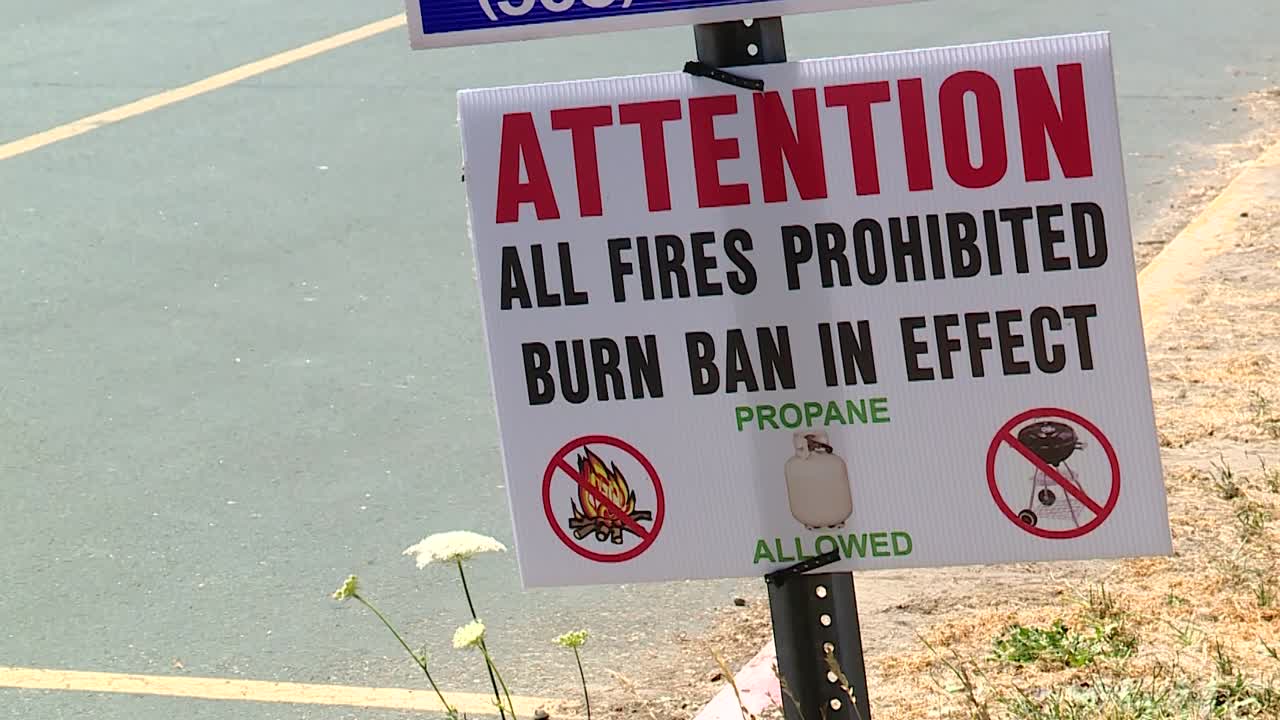 ATTENTION
ALL FIRES PROHIBITED
BURN BAN IN EFFECT
PROPANE
ALLOWED